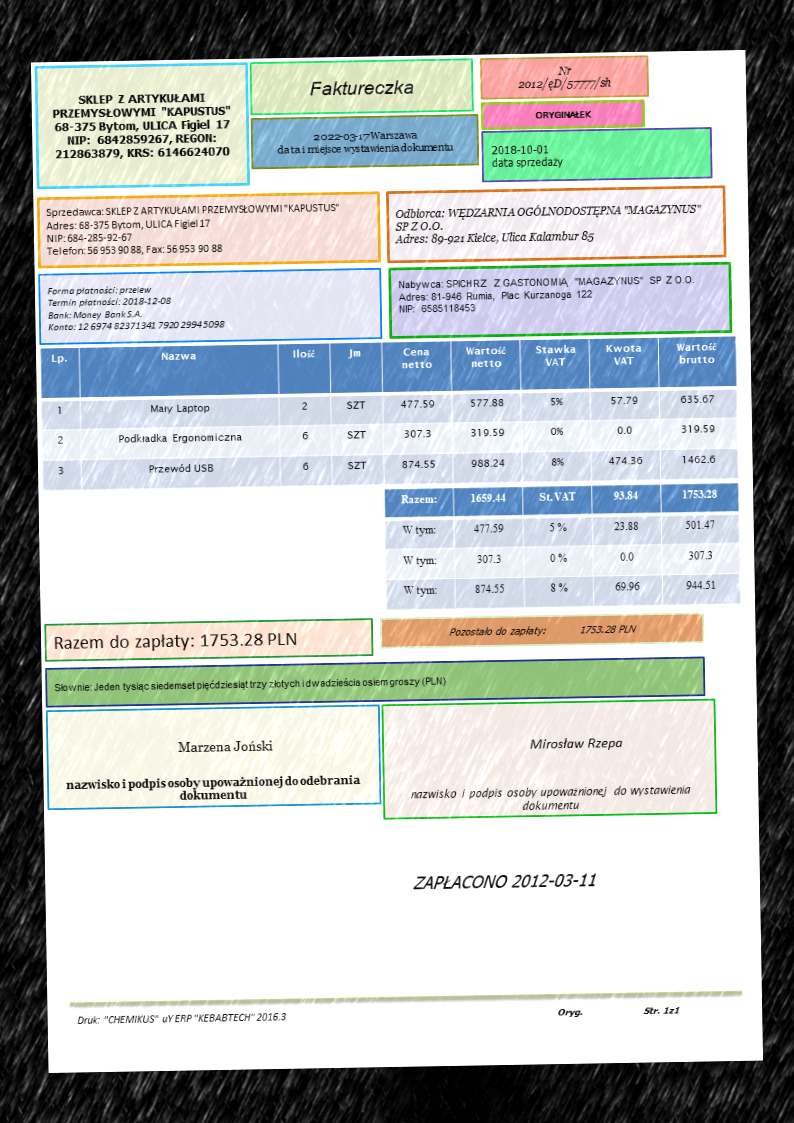 SKLEP Z ARTYKUŁAMI
PRZEMYSŁOWYMI "KAPUSTUS"
68-375 Bytom, ULICA Figiel 17
NIP: 6842859267, REGON:
212863879, KRS: 6146624070
Faktureczka
2022-03-17 Warszawa
data i miejsce wystawienia dokumentu
Nr
2012/ęD/57777/sh
ORYGINAŁEK
2018-10-01
data sprzedaży
Sprzedawca: SKLEP Z ARTYKUŁAMI PRZEMYSŁOWYMI "KAPUSTUS"
Adres: 68-375 Bytom, ULICA Figiel 17
NIP: 684-285-92-67
Telefon: 56 953 90 88, Fax: 56 953 90 88
Odbiorca: WĘDZARNIA OGÓLNODOSTĘPNA "MAGAZYNUS"
SP Z O.O.
Adres: 89-921 Kielce, Ulica Kalambur 85
Forma płatności: przelew
Termin płatności: 2018-12-08
Bank: Money Bank S.A.
Konto: 12 6974 8237 1341 7920 2994 5098
Nabywca: SPICHRZ Z GASTONOMIĄ "MAGAZYNUS" SP Z O.O.
Adres: 81-946 Rumia, Plac Kurzanoga 122
NIP: 6585118453
Lp. Nazwa Ilość Jm Cena netto Wartość netto Stawka VAT Kwota VAT Wartość brutto
1 Mały Laptop 2 SZT 477.59 577.88 5% 57.79 635.67
2 Podkładka Ergonomiczna 6 SZT 307.3 319.59 0% 0.0 319.59
3 Przewód USB 6 SZT 874.55 988.24 8% 474.36 1462.6
Razem: 1659.44 St. VAT 93.84 1753.28
W tym: 477.59 5 % 23.88 501.47
W tym: 307.3 0 % 0.0 307.3
W tym: 874.55 8 % 69.96 944.51
Razem do zapłaty: 1753.28 PLN
Pozostało do zapłaty: 1753.28 PLN
Słownie: Jeden tysiąc siedemset pięćdziesiąt trzy złotych i dwadzieścia osiem groszy (PLN)
Marzena Joński
nazwisko i podpis osoby upoważnionej do odebrania
dokumentu
Mirosław Rzepa
nazwisko i podpis osoby upoważnionej do wystawienia
dokumentu
ZAPŁACONO 2012-03-11
Druk: "CHEMIKUS" uY ERP "KEBABTECH" 2016.3
Oryg. Str. 1z1